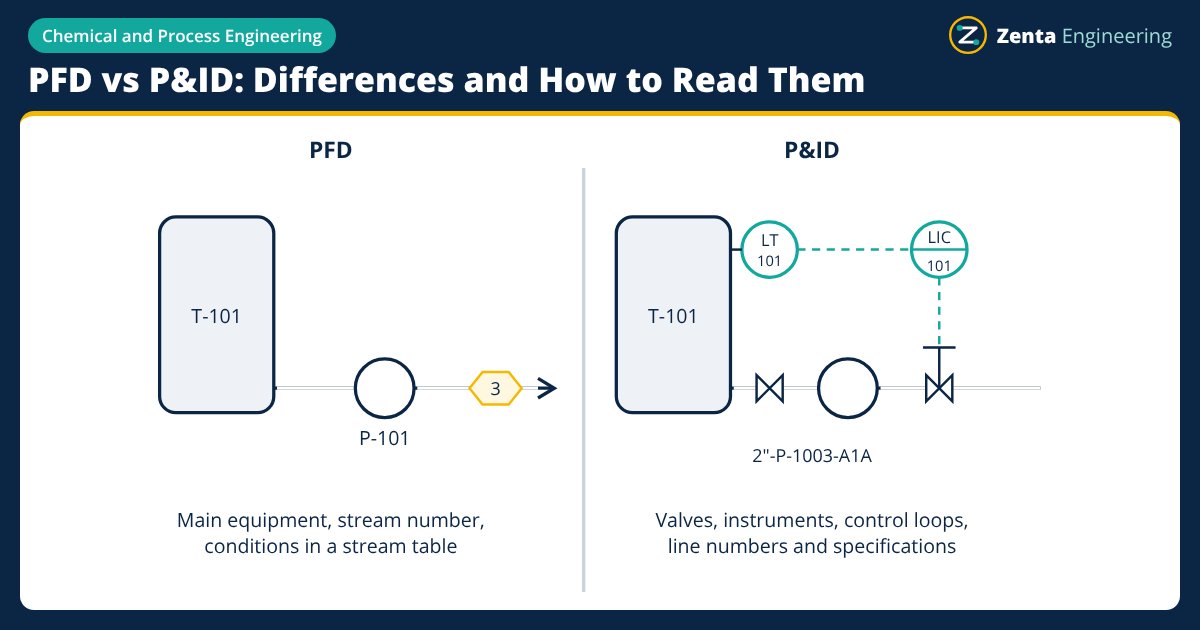 Chemical and Process Engineering
Zenta Engineering
PFD vs P&ID: Differences and How to Read Them
PFD
T-101
3
P-101
Main equipment, stream number,
conditions in a stream table
P&ID
LT
101
LIC
101
T-101
2"-P-1003-A1A
Valves, instruments, control loops,
line numbers and specifications